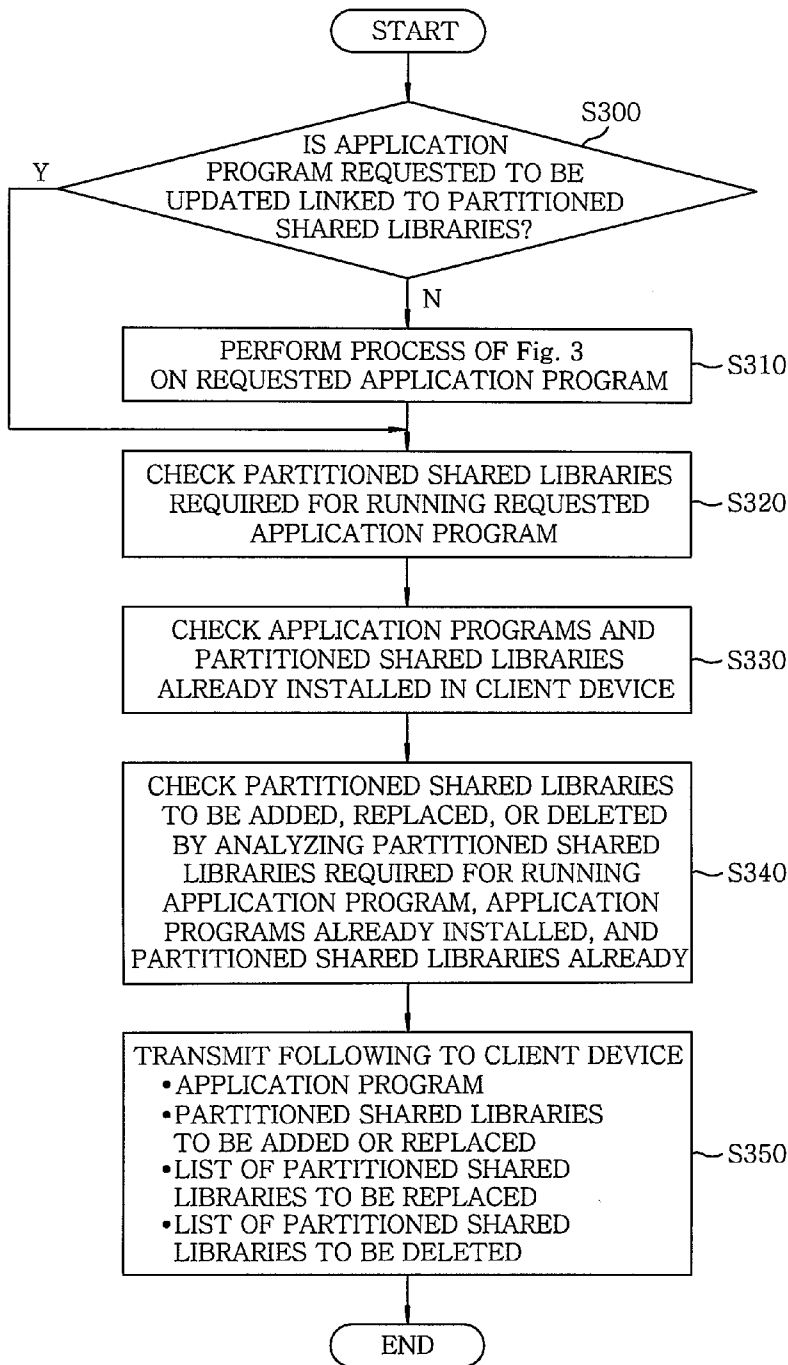 START
S300
IS APPLICATION
PROGRAM REQUESTED TO BE
UPDATED LINKED TO PARTITIONED
SHARED LIBRARIES?
Y
N
PERFORM PROCESS OF Fig. 3
ON REQUESTED APPLICATION PROGRAM
S310
CHECK PARTITIONED SHARED LIBRARIES
REQUIRED FOR RUNNING REQUESTED
APPLICATION PROGRAM
S320
CHECK APPLICATION PROGRAMS AND
PARTITIONED SHARED LIBRARIES
ALREADY INSTALLED IN CLIENT DEVICE
S330
CHECK PARTITIONED SHARED LIBRARIES
TO BE ADDED, REPLACED, OR DELETED
BY ANALYZING PARTITIONED SHARED
LIBRARIES REQUIRED FOR RUNNING
APPLICATION PROGRAM, APPLICATION
PROGRAMS ALREADY INSTALLED, AND
PARTITIONED SHARED LIBRARIES ALREADY
S340
TRANSMIT FOLLOWING TO CLIENT DEVICE
•APPLICATION PROGRAM
•PARTITIONED SHARED LIBRARIES
TO BE ADDED OR REPLACED
•LIST OF PARTITIONED SHARED
LIBRARIES TO BE REPLACED
•LIST OF PARTITIONED SHARED
LIBRARIES TO BE DELETED
S350
END